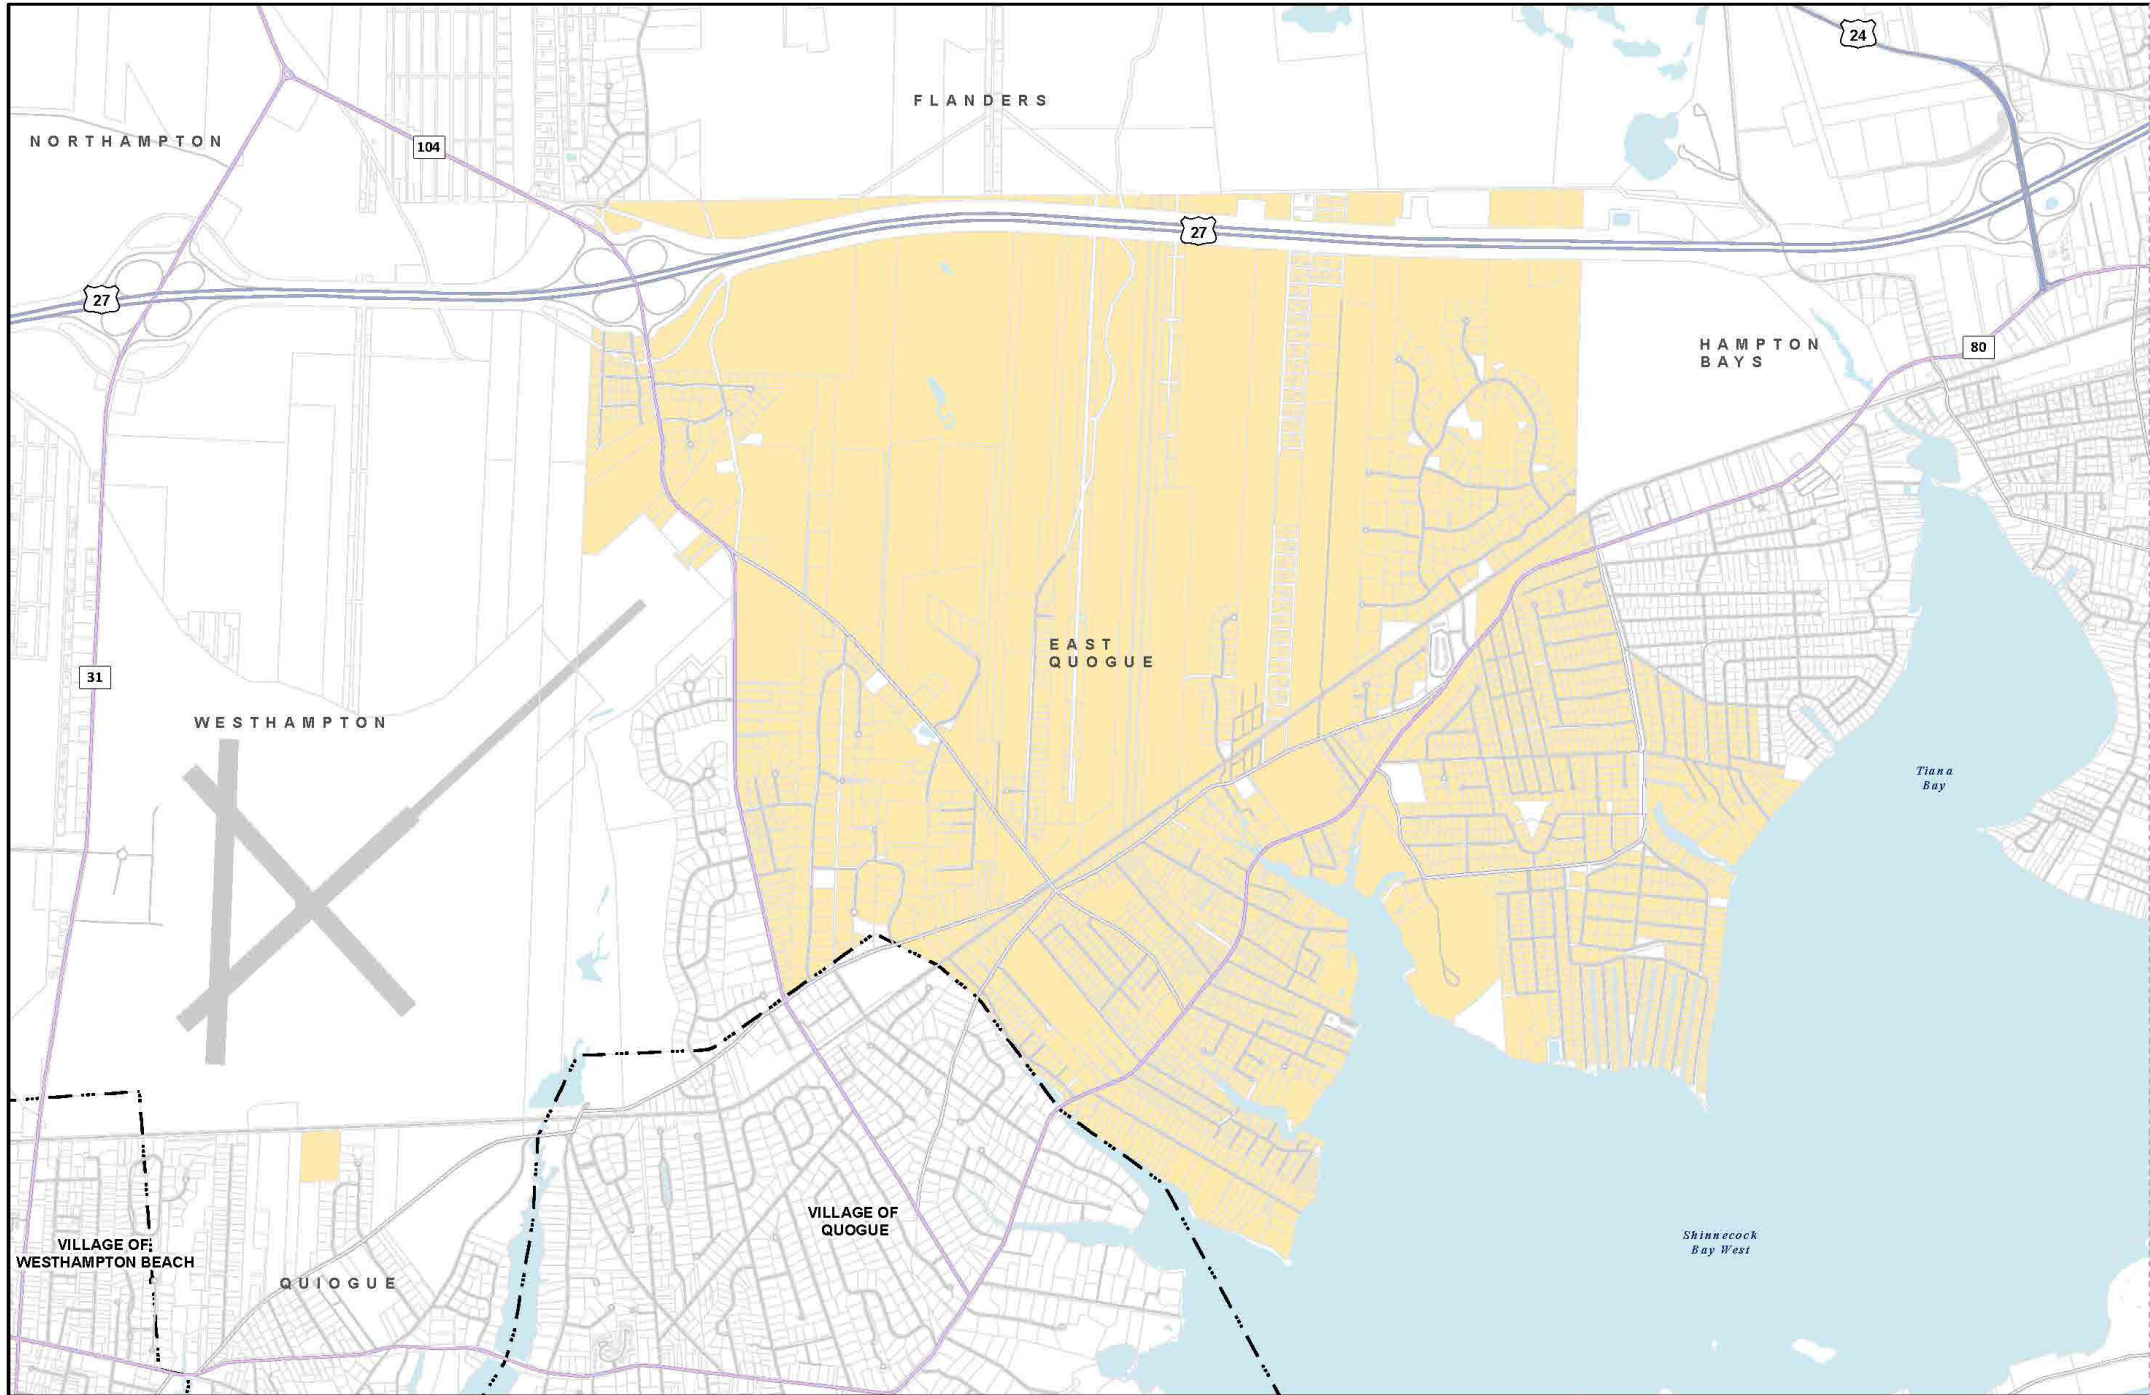 24
FLANDERS
NORTHAMPTON
104
27
27
HAMPTON
BAYS
80
EAST
QUOGUE
31
WESTHAMPTON
Tiana
Bay
VILLAGE OF
QUOGUE
VILLAGE OF
WESTHAMPTON BEACH
Shinnecock
Bay West
QUIOGUE